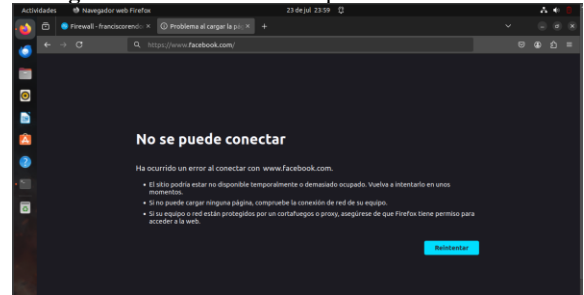 Actividades
Navegador web Firefox
23 de jul 23:59
Firewall - franciscorendo
Problema al cargar la pág
https://www.facebook.com/
No se puede conectar
Ha ocurrido un error al conectar con www.facebook.com.
El sitio podría estar no disponible temporalmente o demasiado ocupado. Vuelva a intentarlo en unos
momentos.
Si no puede cargar ninguna página, compruebe la conexión de red de su equipo.
Si su equipo o red están protegidos por un cortafuegos o proxy, asegúrese de que Firefox tiene permiso para
acceder a la web.
Reintentar